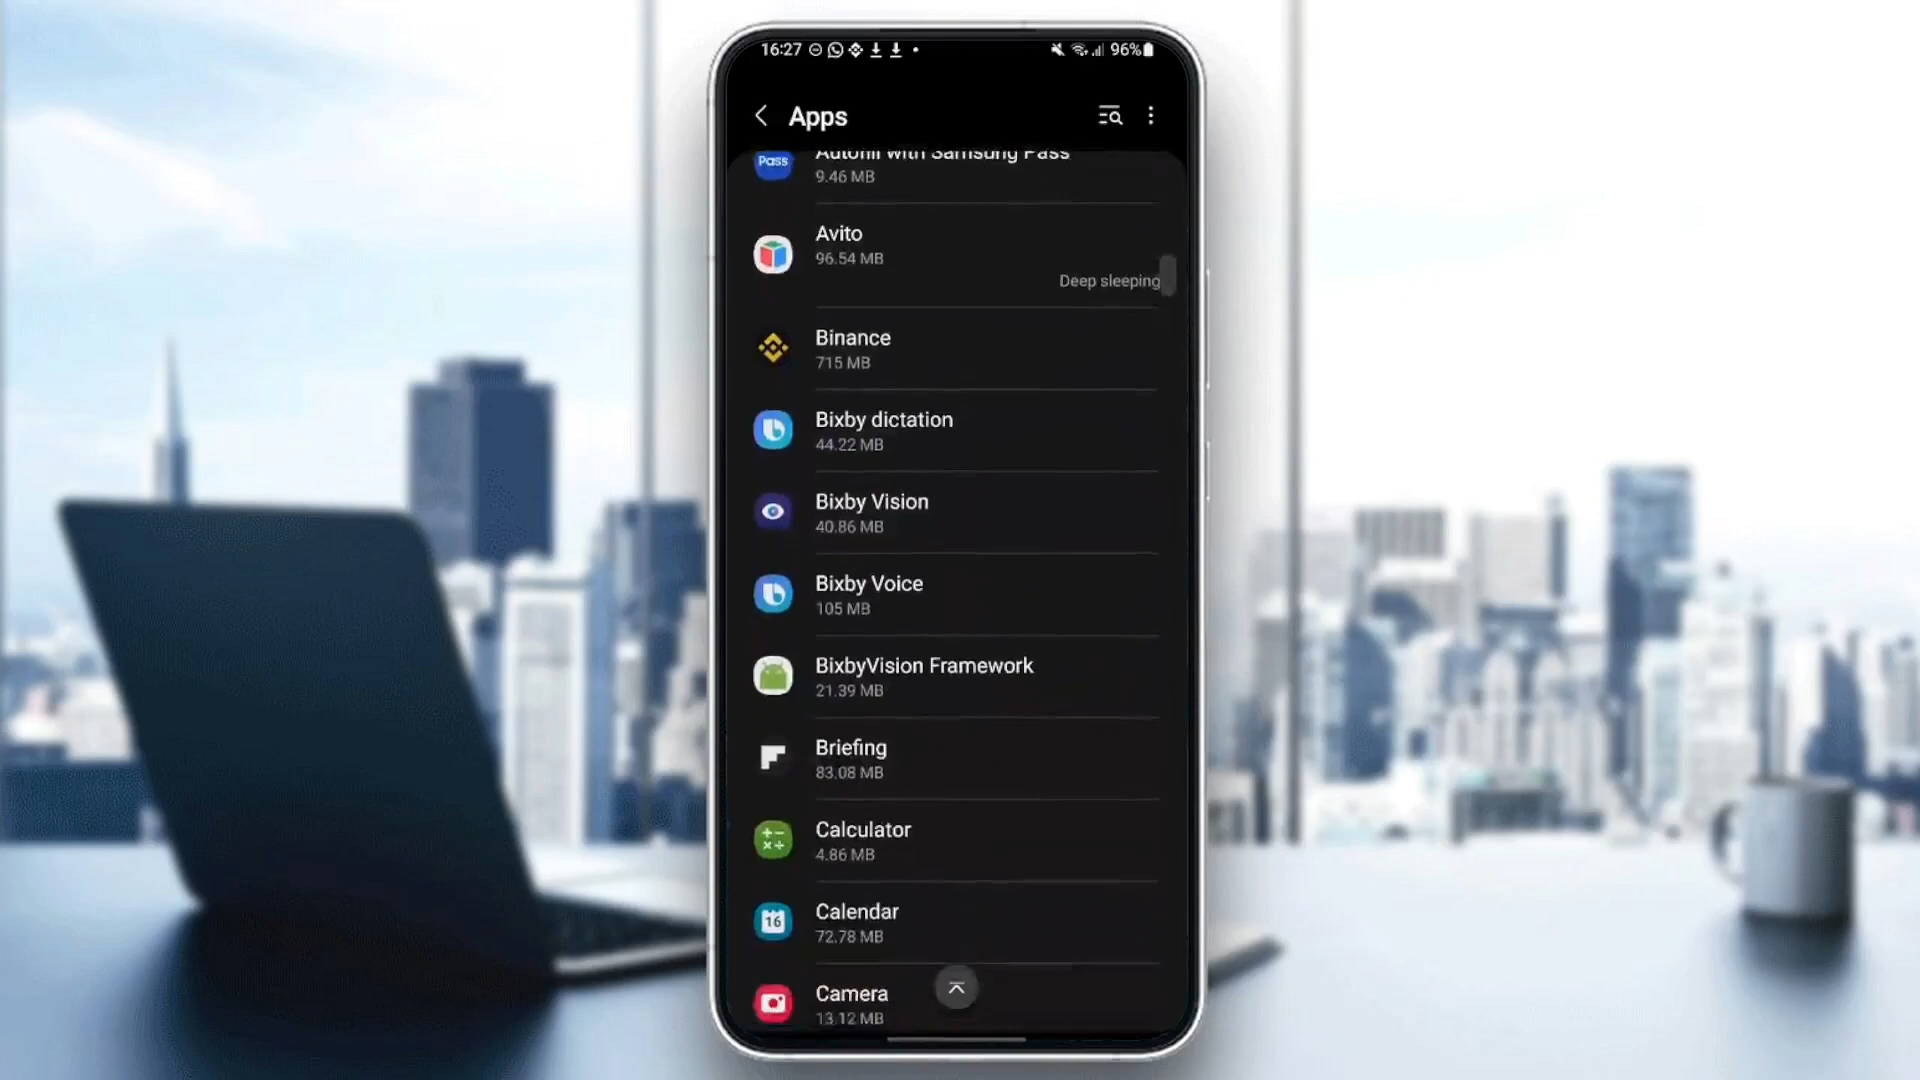 16:27
96%
Apps
Pass
Autofill with Samsung Pass
9.46 MB
Avito
96.54 MB
Deep sleeping
Binance
715 MB
Bixby dictation
44.22 MB
Bixby Vision
40.86 MB
Bixby Voice
105 MB
BixbyVision Framework
21.39 MB
Briefing
83.08 MB
Calculator
4.86 MB
16
Calendar
72.78 MB
Camera
13.12 MB